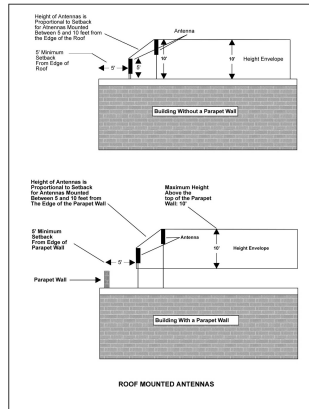 Height of Antennas is
Proportional to Setback
for Atnennas Mounted
Between 5 and 10 feet from
the Edge of the Roof
Antenna
5' Minimum
Setback
From Edge of
Roof
5'
5'
10'
10'
Height Envelope
Building Without a Parapet Wall
Height of Antennas is
Proportional to Setback
for Antennas Mounted
Between 5 and 10 feet from
The Edge of the Parapet Wall
Maximum Height
Above the
top of the Parapet
Wall: 10'
5' Minimum
Setback
From Edge of
Parapet Wall
Antenna
5'
10'
Height Envelope
Parapet Wall
Building With a Parapet Wall
ROOF MOUNTED ANTENNAS